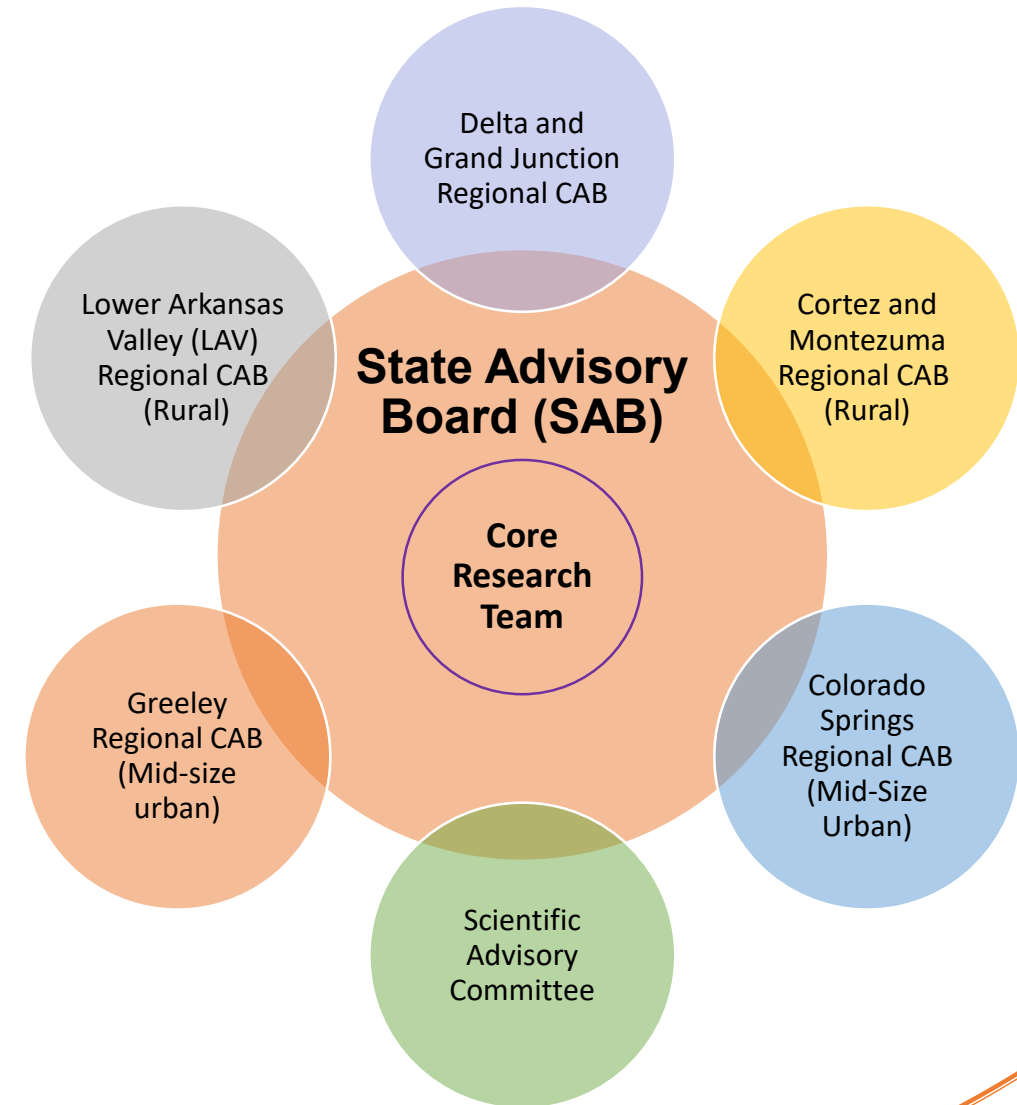 Delta and
Grand Junction
Regional CAB
Lower Arkansas
Valley (LAV)
Regional CAB
(Rural)
Cortez and
Montezuma
Regional CAB
(Rural)
State Advisory
Board (SAB)
Core
Research
Team
Greeley
Regional CAB
(Mid-size
urban)
Colorado
Springs
Regional CAB
(Mid-Size
Urban)
Scientific
Advisory
Committee